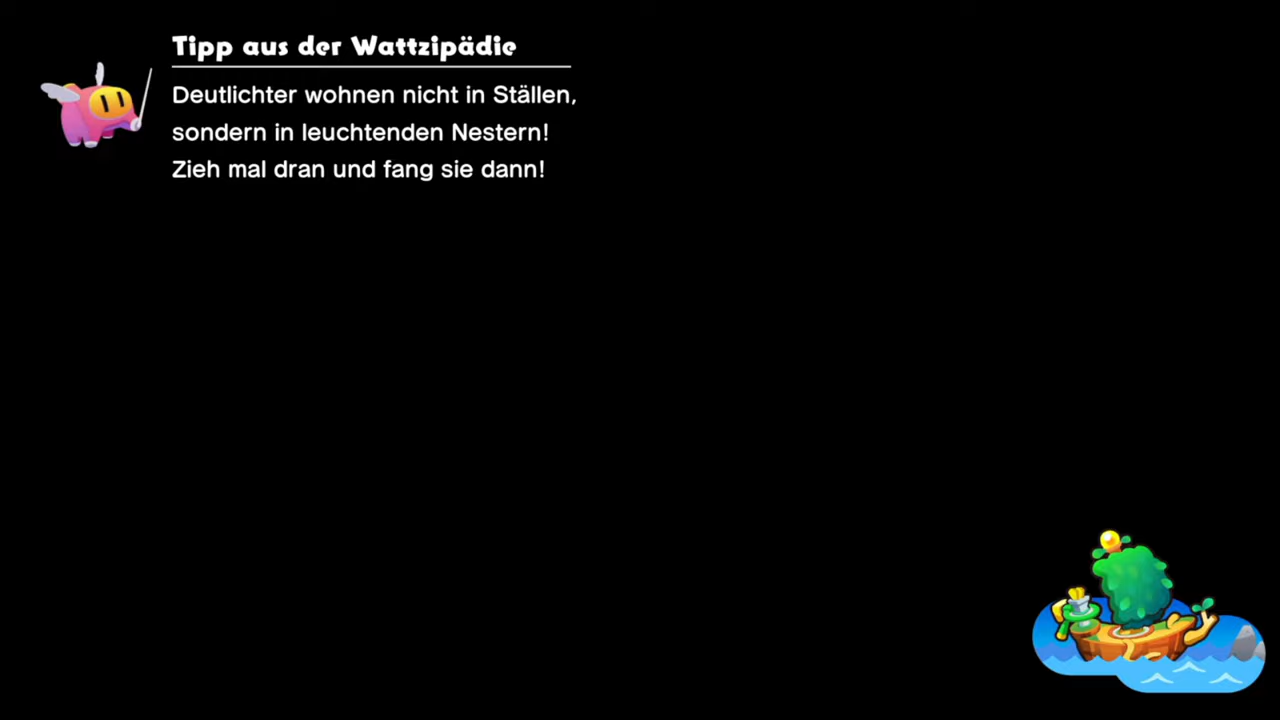 Tipp aus der Wattzipädie
Deutlichter wohnen nicht in Ställen,
sondern in leuchtenden Nestern!
Zieh mal dran und fang sie dann!